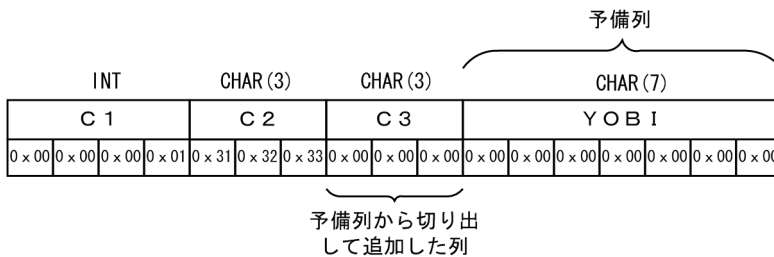 予備列
INT CHAR(3) CHAR(3) CHAR(7)
C1 C2 C3 YOBI
0x00 0x00 0x00 0x01 0x31 0x32 0x33 0x00 0x00 0x00 0x00 0x00 0x00 0x00 0x00 0x00 0x00
予備列から切り出
して追加した列